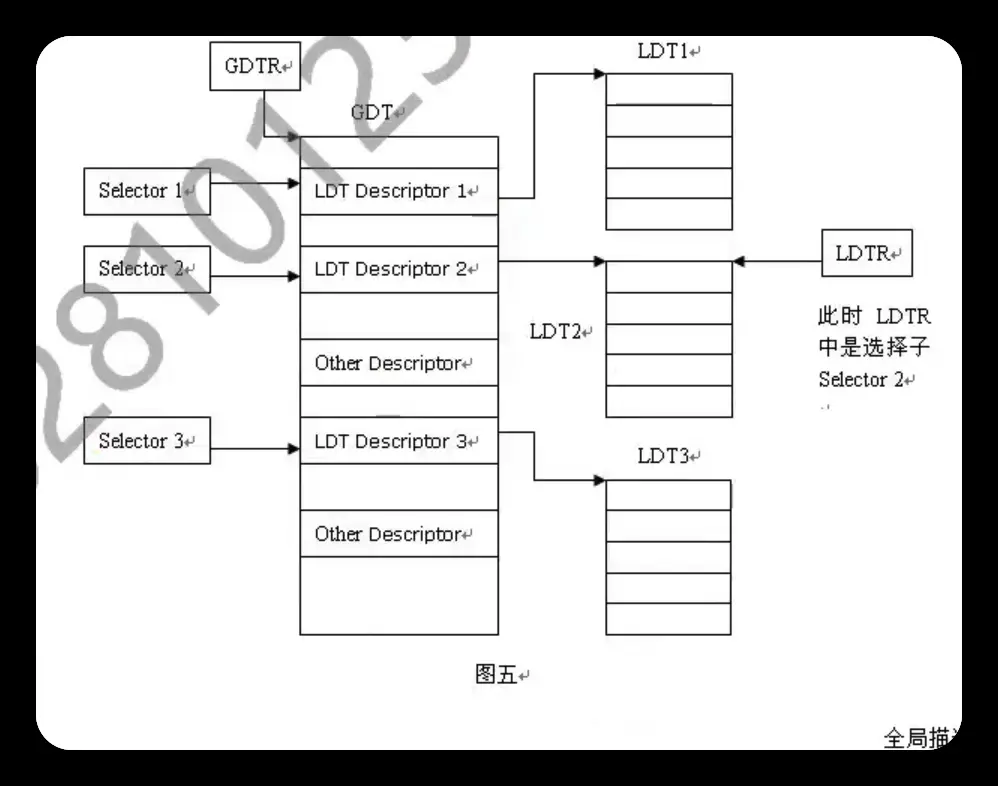 GDTR
GDT
LDT1
Selector 1
LDT Descriptor 1
Selector 2
LDT Descriptor 2
LDTR
LDT2
此时 LDTR
中是选择子
Selector 2
Other Descriptor
Selector 3
LDT Descriptor 3
LDT3
Other Descriptor
图五
全局描